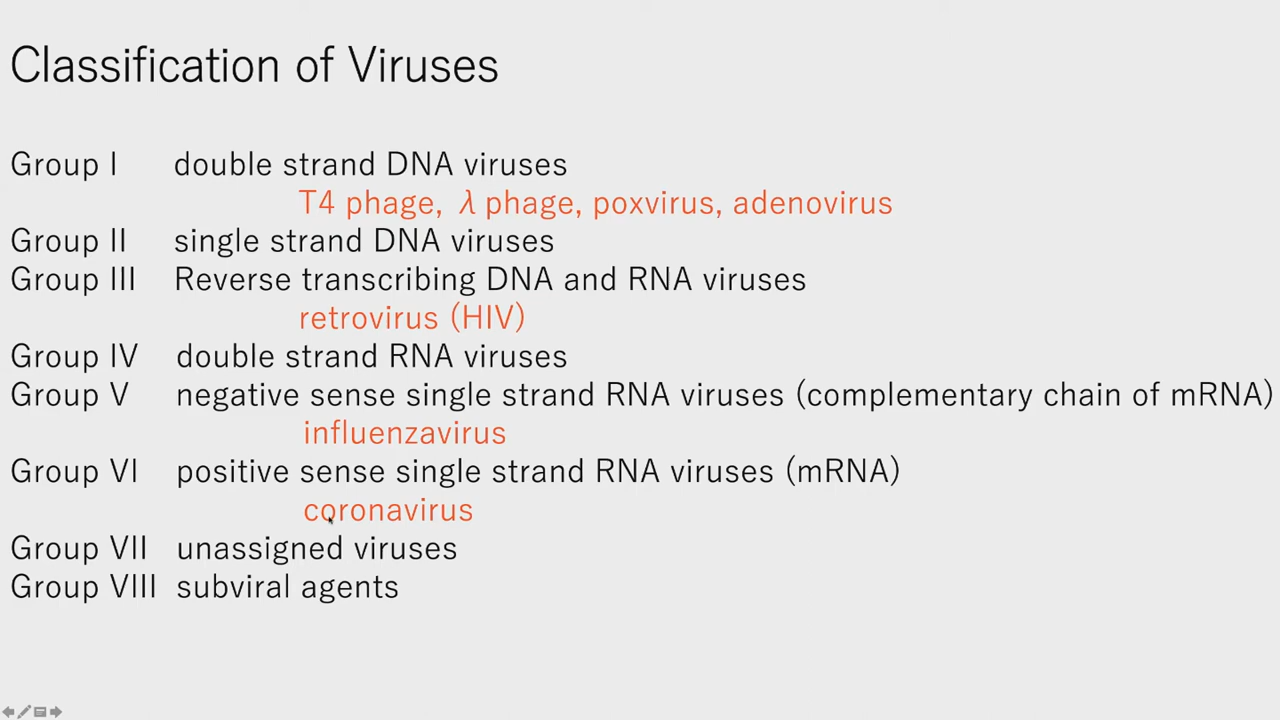 Classification of Viruses
Group I double strand DNA viruses
T4 phage, λ phage, poxvirus, adenovirus
Group II single strand DNA viruses
Group III Reverse transcribing DNA and RNA viruses
retrovirus (HIV)
Group IV double strand RNA viruses
Group V negative sense single strand RNA viruses (complementary chain of mRNA)
influenzavirus
Group VI positive sense single strand RNA viruses (mRNA)
coronavirus
Group VII unassigned viruses
Group VIII subviral agents